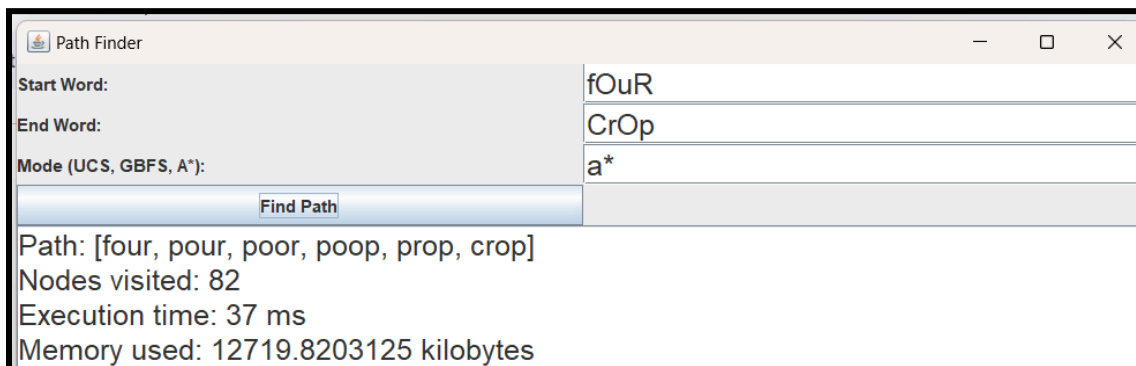 Path Finder
Start Word: fOuR
End Word: CrOp
Mode (UCS, GBFS, A*): a*
Find Path
Path: [four, pour, poor, poop, prop, crop]
Nodes visited: 82
Execution time: 37 ms
Memory used: 12719.8203125 kilobytes